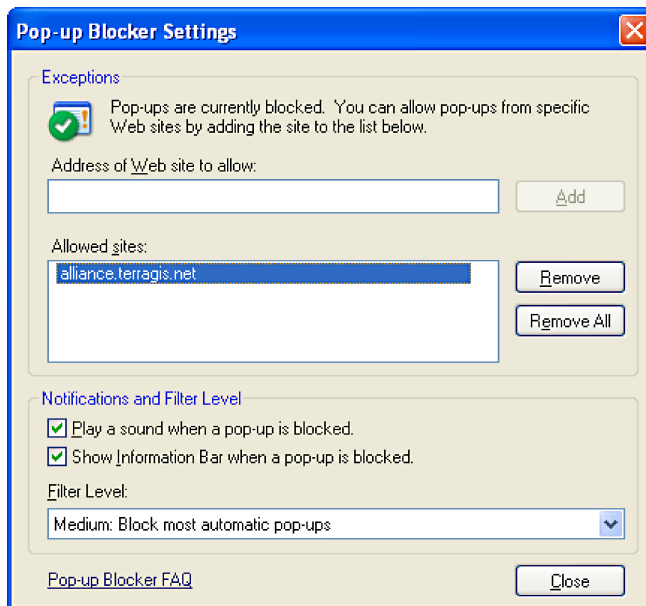 Pop-up Blocker Settings
Exceptions
Pop-ups are currently blocked. You can allow pop-ups from specific
Web sites by adding the site to the list below.
Address of Web site to allow:
Add
Allowed sites:
alliance.terragis.net
Remove
Remove All
Notifications and Filter Level
Play a sound when a pop-up is blocked.
Show Information Bar when a pop-up is blocked.
Filter Level:
Medium: Block most automatic pop-ups
Pop-up Blocker FAQ
Close